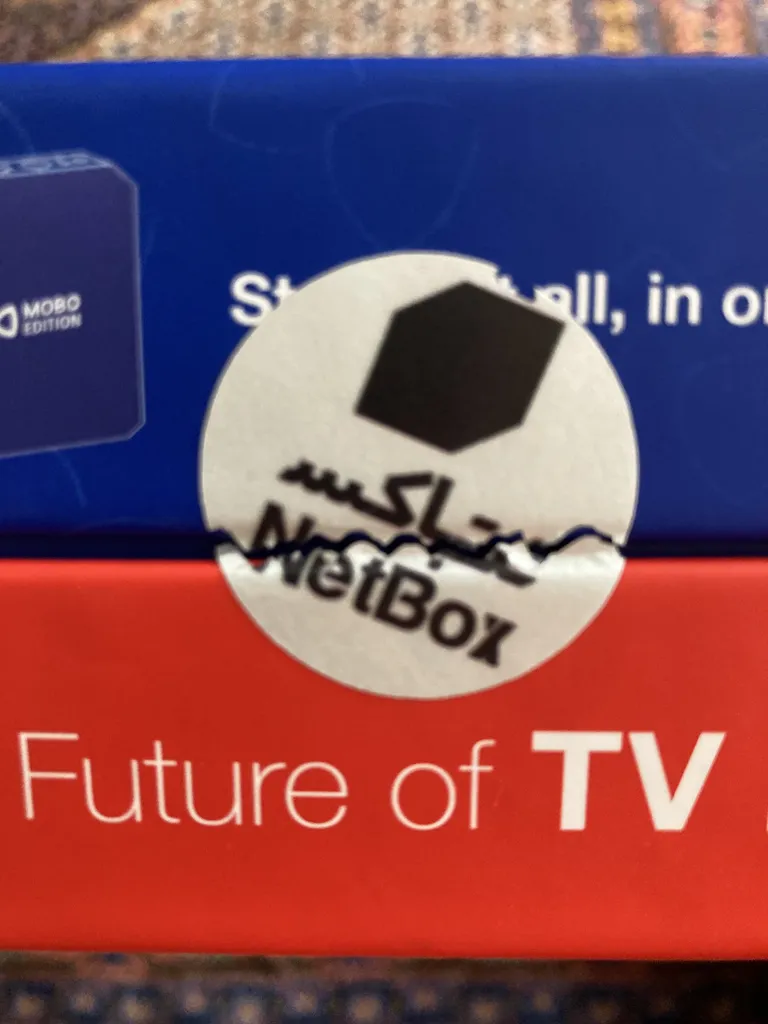 MOBO
EDITION
all, in
نتباکس
NetBox
Future of TV